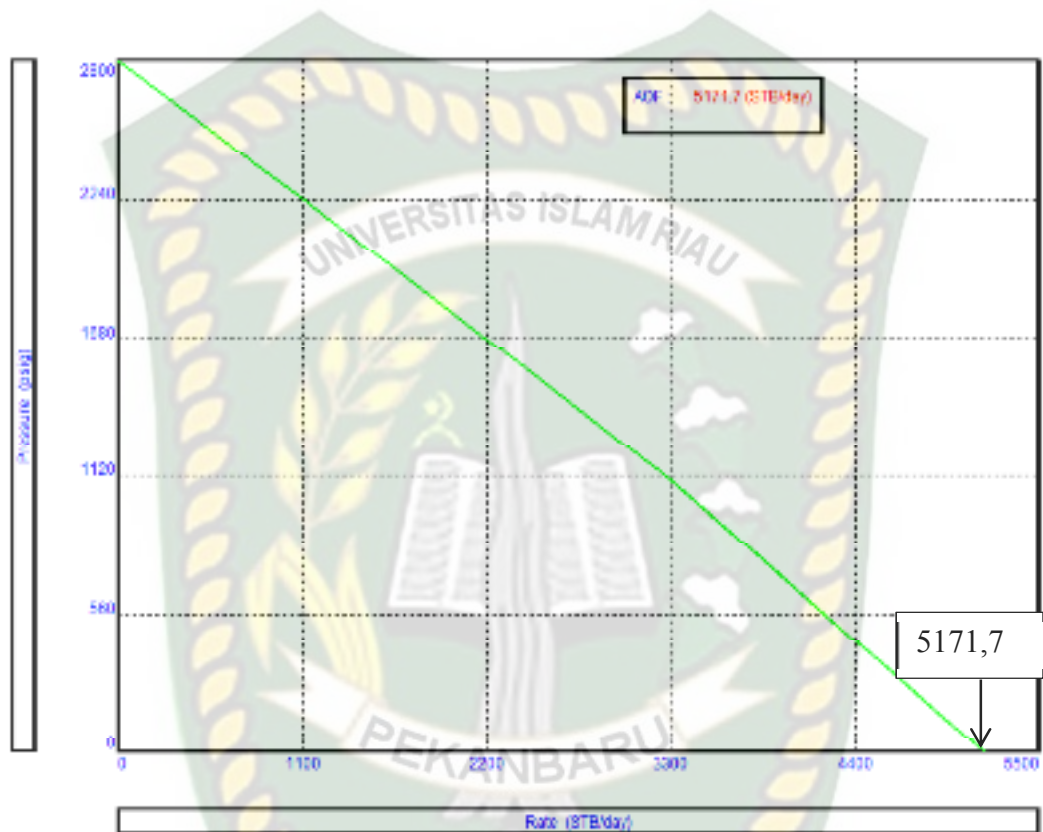 2800
AOF 5171,7 (STB/day)
2240
UNIVERSITAS ISLAM RIAU
1680
Pressure (psig)
1120
560
5171,7
0
PEKANBARU
0 1100 2200 3300 4400 5500
Rate (STB/day)